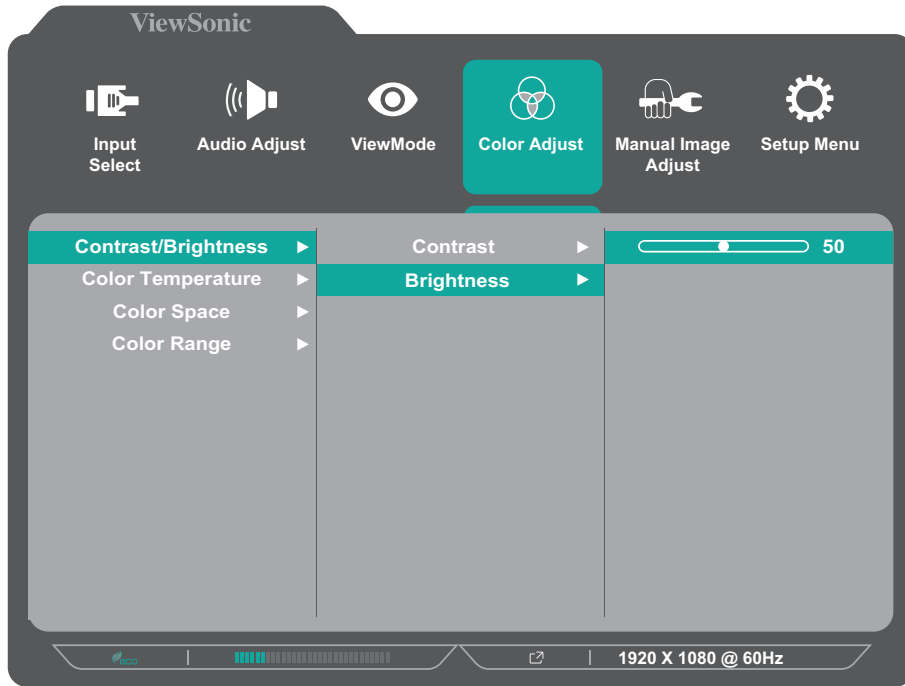 ViewSonic
Input Select
Audio Adjust
ViewMode
Color Adjust
Manual Image Adjust
Setup Menu
Contrast/Brightness
Contrast
50
Color Temperature
Brightness
Color Space
Color Range
eco
1920 X 1080 @ 60Hz